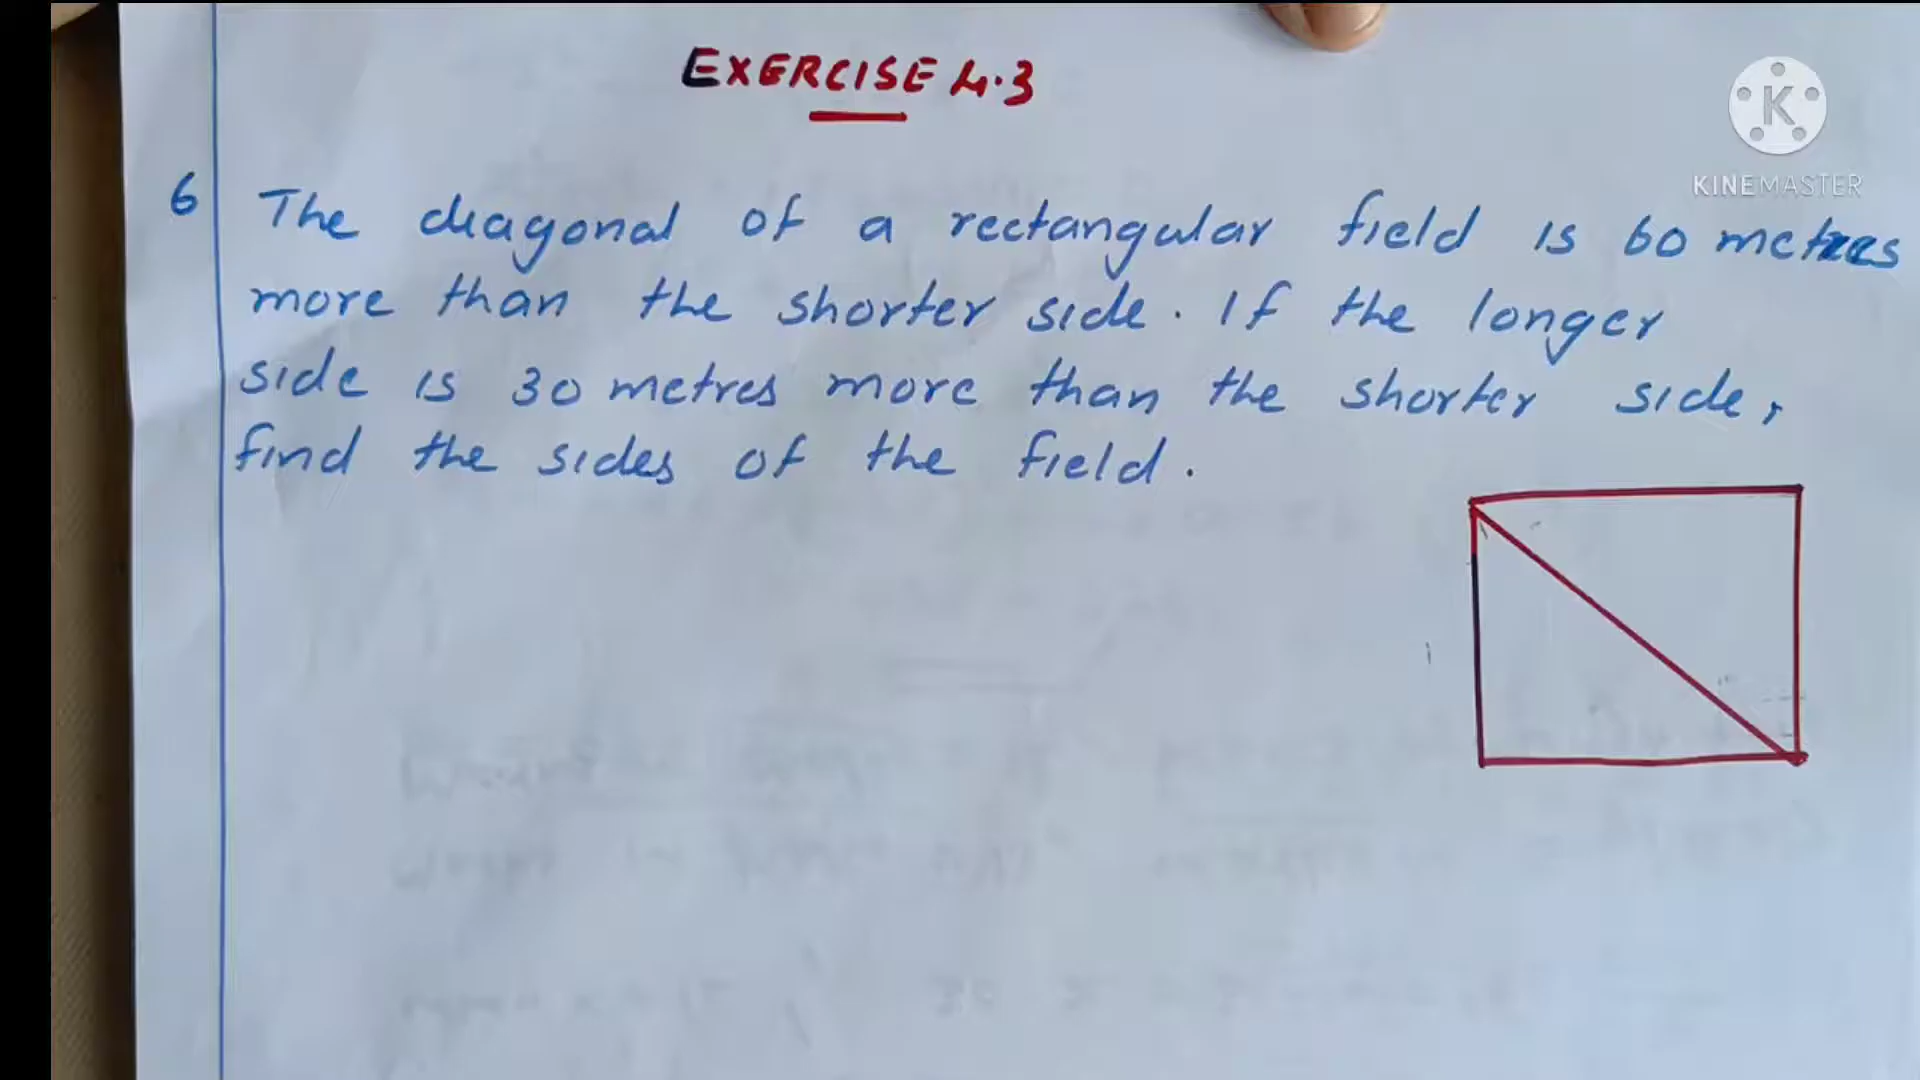 EXERCISE 4.3
K
KINEMASTER
6 The diagonal of a rectangular field is 60 metres
more than the shorter side. If the longer
side is 30 metres more than the shorter side,
find the sides of the field.